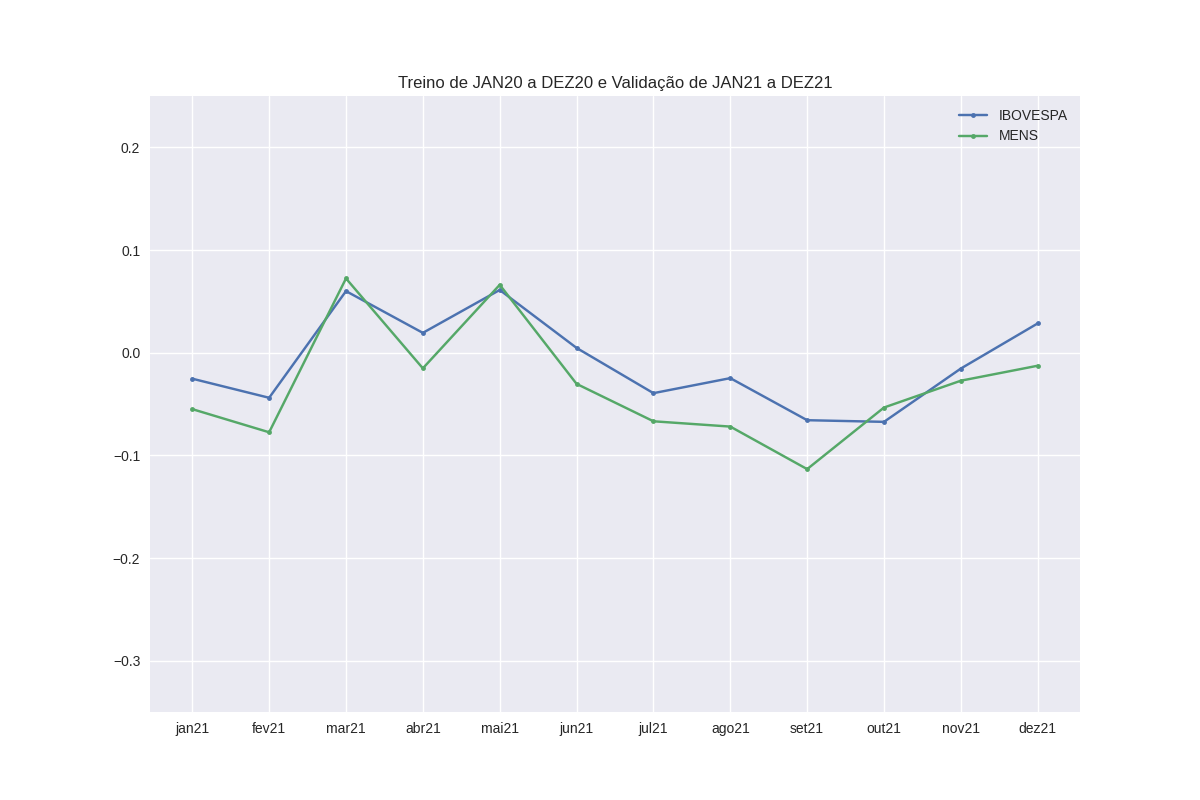 Treino de JAN20 a DEZ20 e Validação de JAN21 a DEZ21
IBOVESPA
MENS
0.2
0.1
0.0
−0.1
−0.2
−0.3
jan21 fev21 mar21 abr21 mai21 jun21 jul21 ago21 set21 out21 nov21 dez21